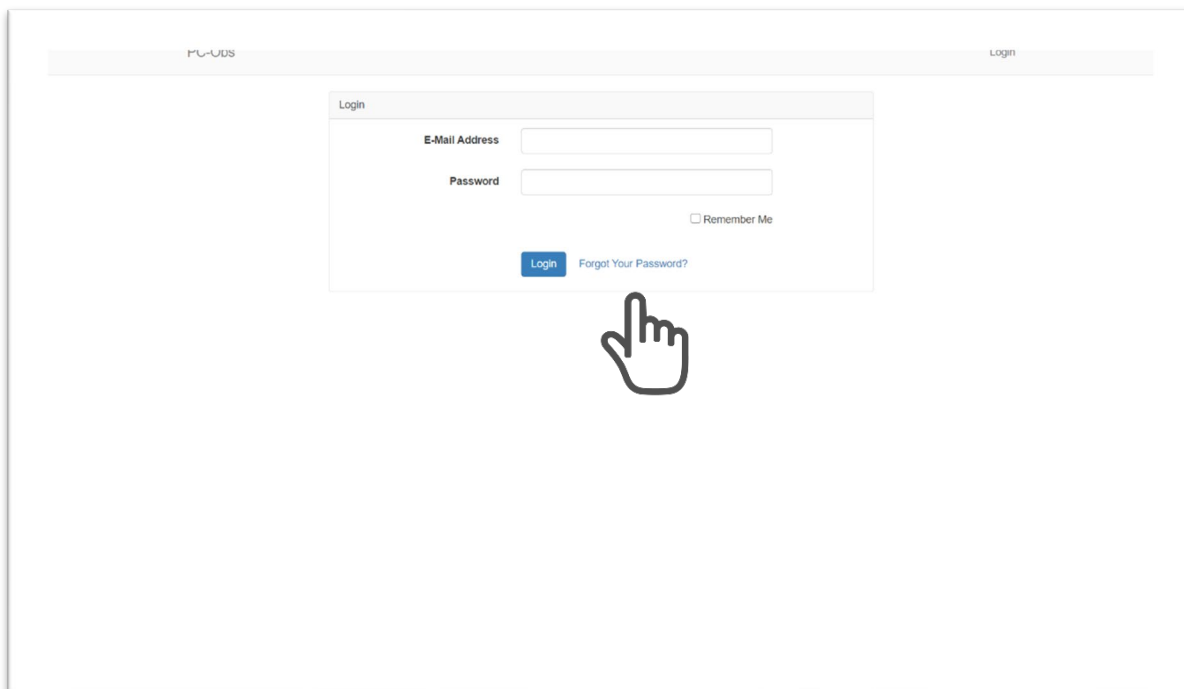 PC-Obs Login
Login
E-Mail Address
Password
Remember Me
Login Forgot Your Password?